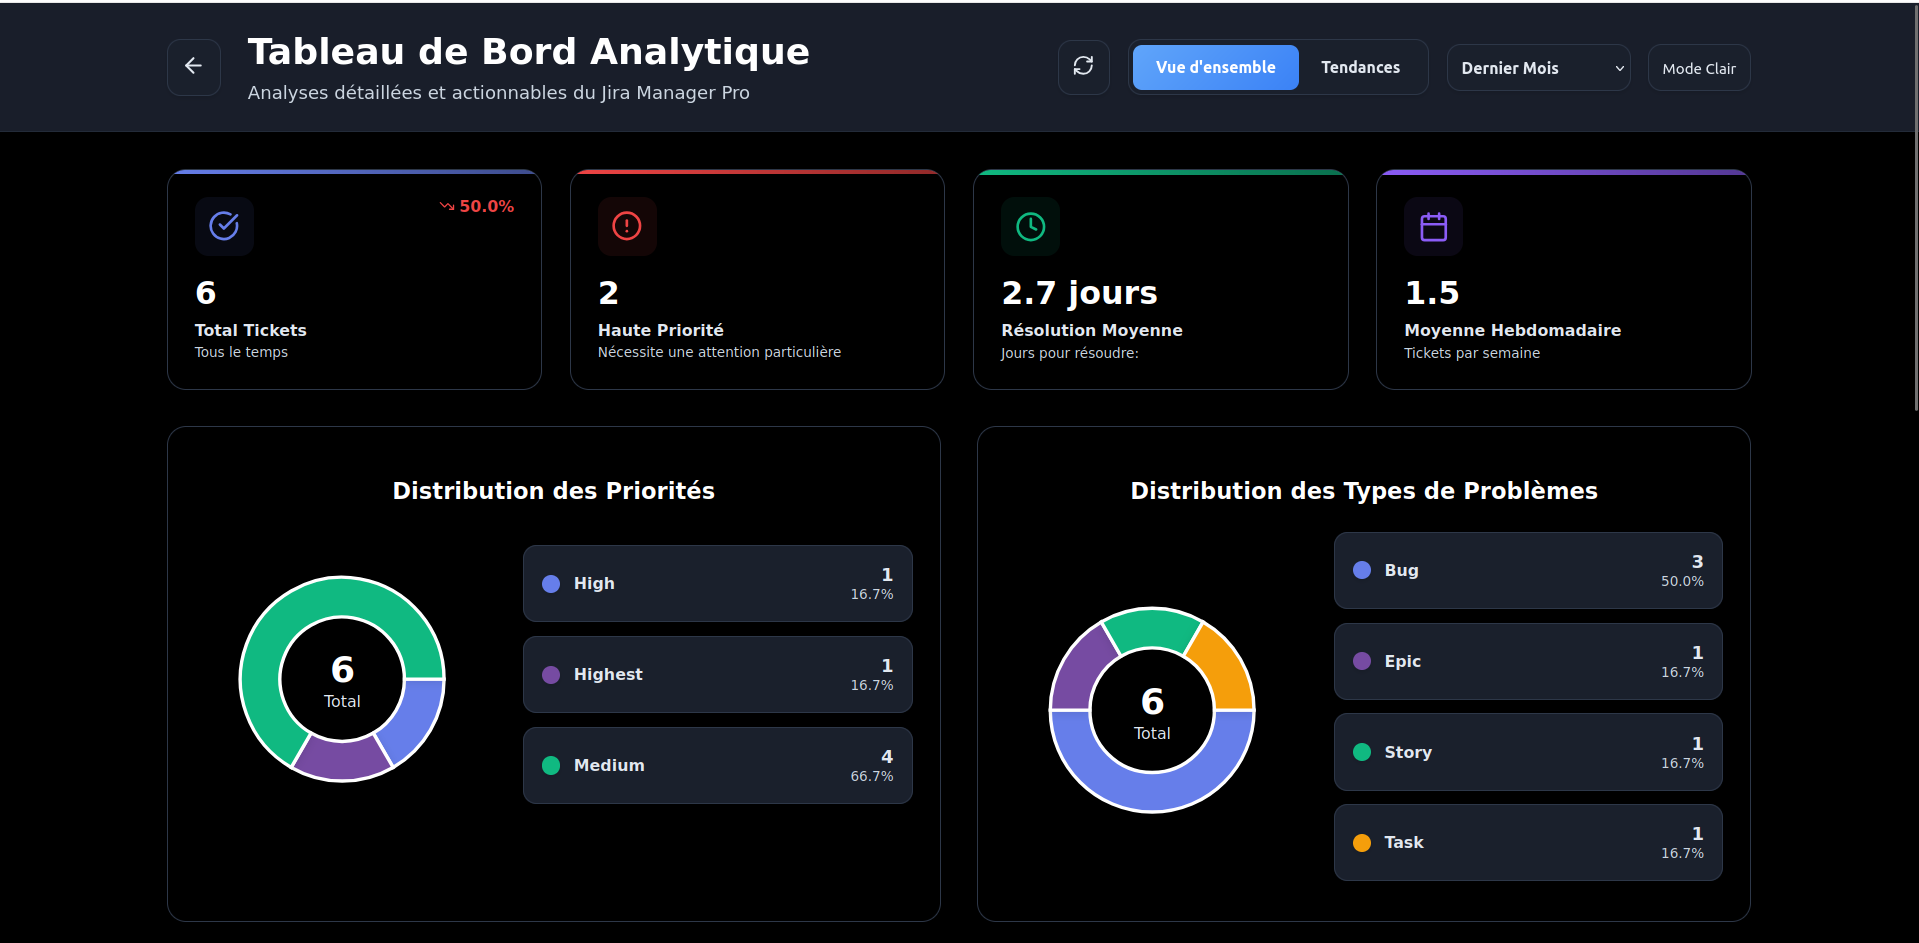 Tableau de Bord Analytique
Analyses détaillées et actionnables du Jira Manager Pro
Vue d'ensemble
Tendances
Dernier Mois
Mode Clair
50.0%
6
Total Tickets
Tous le temps
2
Haute Priorité
Nécessite une attention particulière
2.7 jours
Résolution Moyenne
Jours pour résoudre:
1.5
Moyenne Hebdomadaire
Tickets par semaine
Distribution des Priorités
6
Total
High
1
16.7%
Highest
1
16.7%
Medium
4
66.7%
Distribution des Types de Problèmes
6
Total
Bug
3
50.0%
Epic
1
16.7%
Story
1
16.7%
Task
1
16.7%